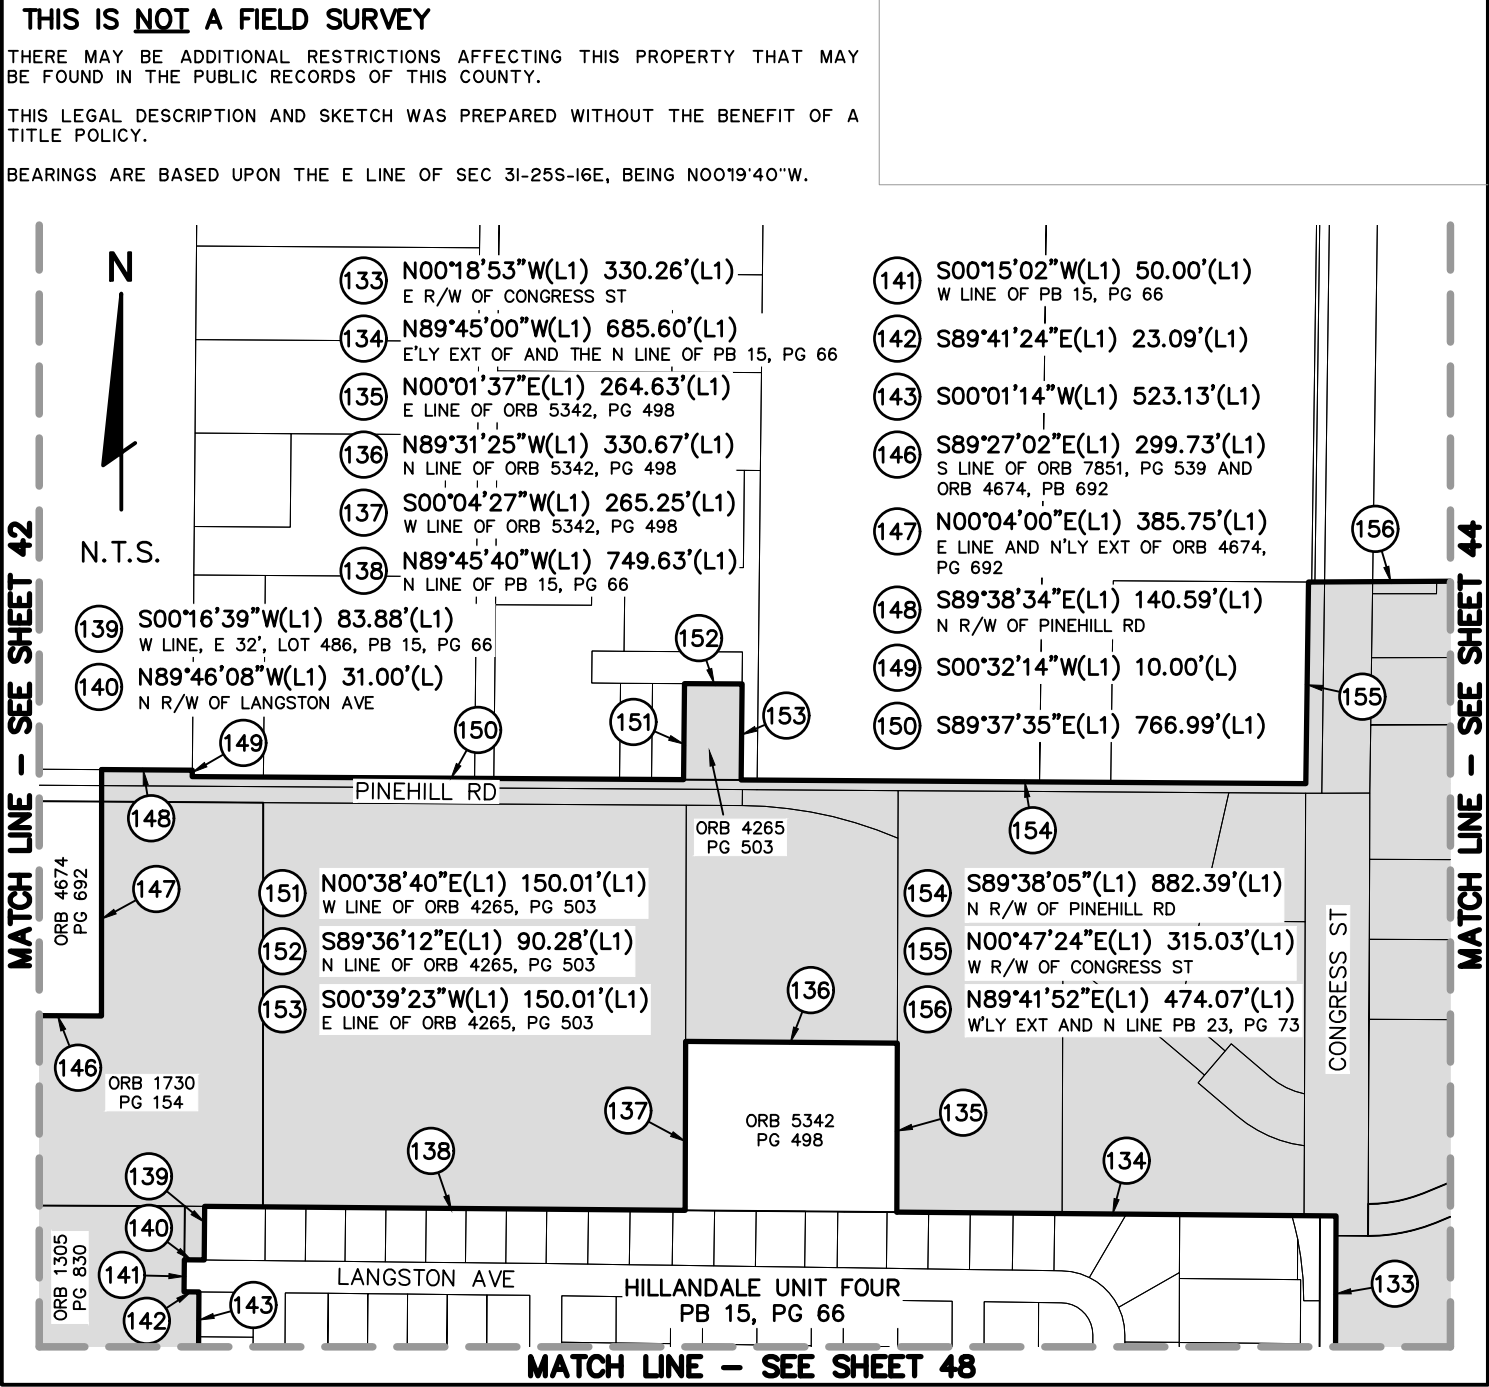 THIS IS NOT A FIELD SURVEY
THERE MAY BE ADDITIONAL RESTRICTIONS AFFECTING THIS PROPERTY THAT MAY
BE FOUND IN THE PUBLIC RECORDS OF THIS COUNTY.
THIS LEGAL DESCRIPTION AND SKETCH WAS PREPARED WITHOUT THE BENEFIT OF A
TITLE POLICY.
BEARINGS ARE BASED UPON THE E LINE OF SEC 31-25S-16E, BEING N00°19'40"W.
N
N.T.S.
MATCH LINE - SEE SHEET 42
133 N00°18'53"W(L1) 330.26'(L1)
E R/W OF CONGRESS ST
134 N89°45'00"W(L1) 685.60'(L1)
E'LY EXT OF AND THE N LINE OF PB 15, PG 66
135 N00°01'37"E(L1) 264.63'(L1)
E LINE OF ORB 5342, PG 498
136 N89°31'25"W(L1) 330.67'(L1)
N LINE OF ORB 5342, PG 498
137 S00°04'27"W(L1) 265.25'(L1)
W LINE OF ORB 5342, PG 498
138 N89°45'40"W(L1) 749.63'(L1)
N LINE OF PB 15, PG 66
139 S00°16'39"W(L1) 83.88'(L1)
W LINE, E 32', LOT 486, PB 15, PG 66
140 N89°46'08"W(L1) 31.00'(L)
N R/W OF LANGSTON AVE
141 S00°15'02"W(L1) 50.00'(L1)
W LINE OF PB 15, PG 66
142 S89°41'24"E(L1) 23.09'(L1)
143 S00°01'14"W(L1) 523.13'(L1)
146 S89°27'02"E(L1) 299.73'(L1)
S LINE OF ORB 7851, PG 539 AND
ORB 4674, PB 692
147 N00°04'00"E(L1) 385.75'(L1)
E LINE AND N'LY EXT OF ORB 4674,
PG 692
148 S89°38'34"E(L1) 140.59'(L1)
N R/W OF PINEHILL RD
149 S00°32'14"W(L1) 10.00'(L)
150 S89°37'35"E(L1) 766.99'(L1)
156
MATCH LINE - SEE SHEET 44
152
155
151
153
150
149
PINEHILL RD
148
154
ORB 4265
PG 503
147
ORB 4674
PG 692
151 N00°38'40"E(L1) 150.01'(L1)
W LINE OF ORB 4265, PG 503
152 S89°36'12"E(L1) 90.28'(L1)
N LINE OF ORB 4265, PG 503
153 S00°39'23"W(L1) 150.01'(L1)
E LINE OF ORB 4265, PG 503
154 S89°38'05"(L1) 882.39'(L1)
N R/W OF PINEHILL RD
155 N00°47'24"E(L1) 315.03'(L1)
W R/W OF CONGRESS ST
156 N89°41'52"E(L1) 474.07'(L1)
W'LY EXT AND N LINE PB 23, PG 73
CONGRESS ST
136
146
ORB 1730
PG 154
137
ORB 5342
PG 498
135
138
134
139
140
141
142
143
ORB 1305
PG 830
LANGSTON AVE
HILLANDALE UNIT FOUR
PB 15, PG 66
133
MATCH LINE - SEE SHEET 48